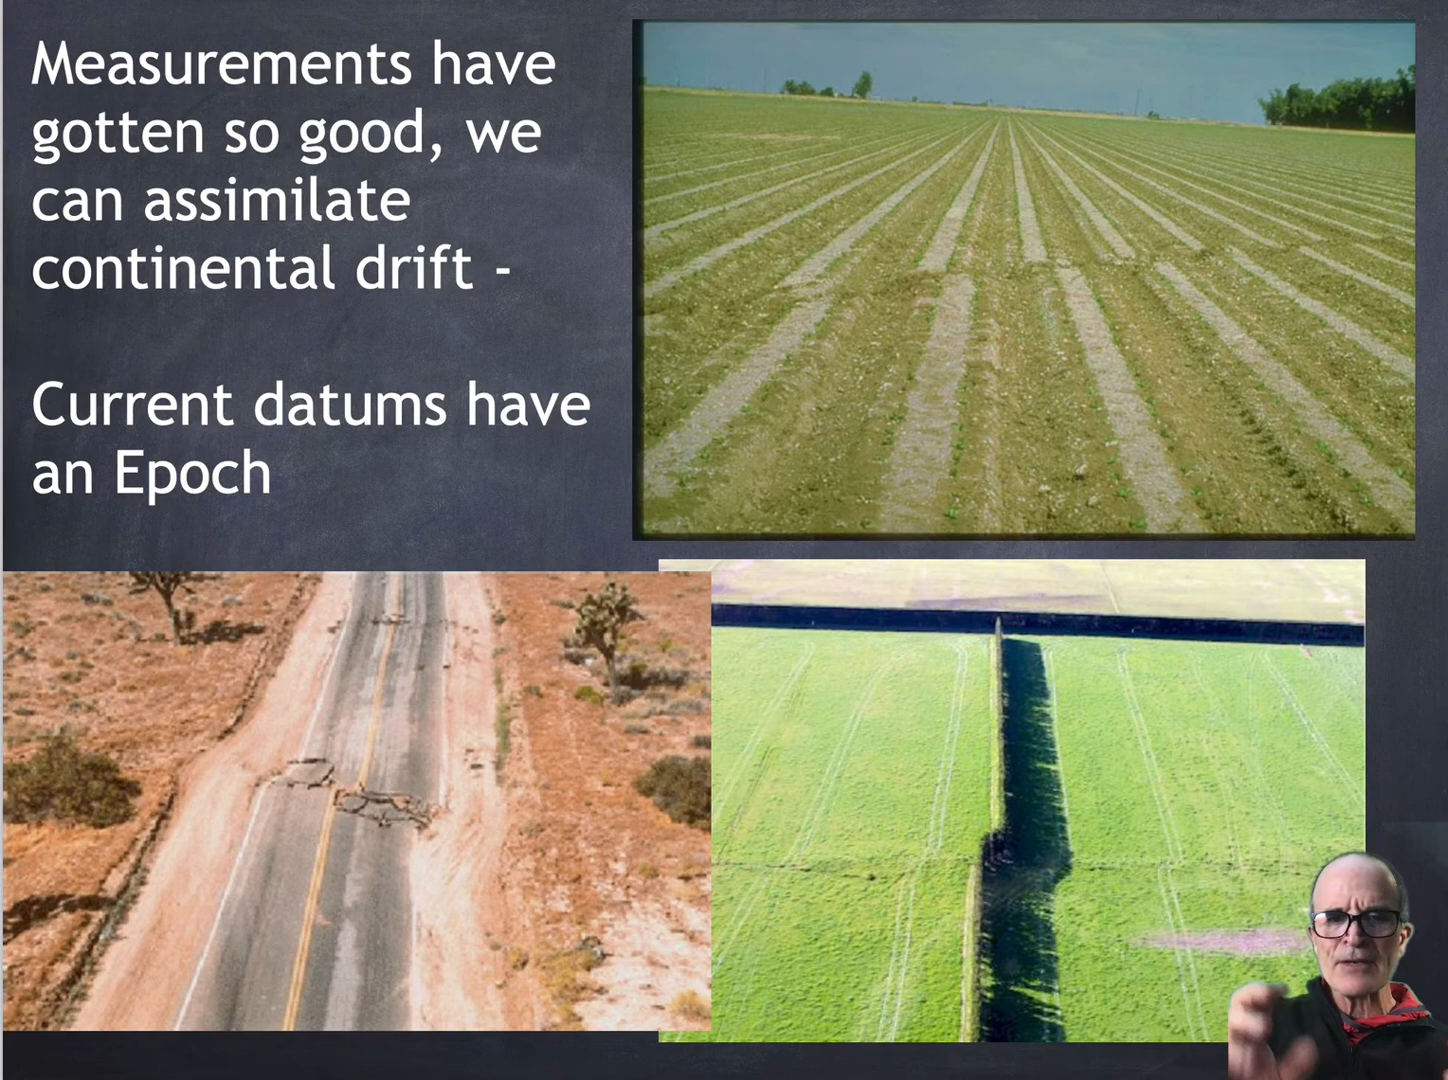 Measurements have
gotten so good, we
can assimilate
continental drift -
Current datums have
an Epoch